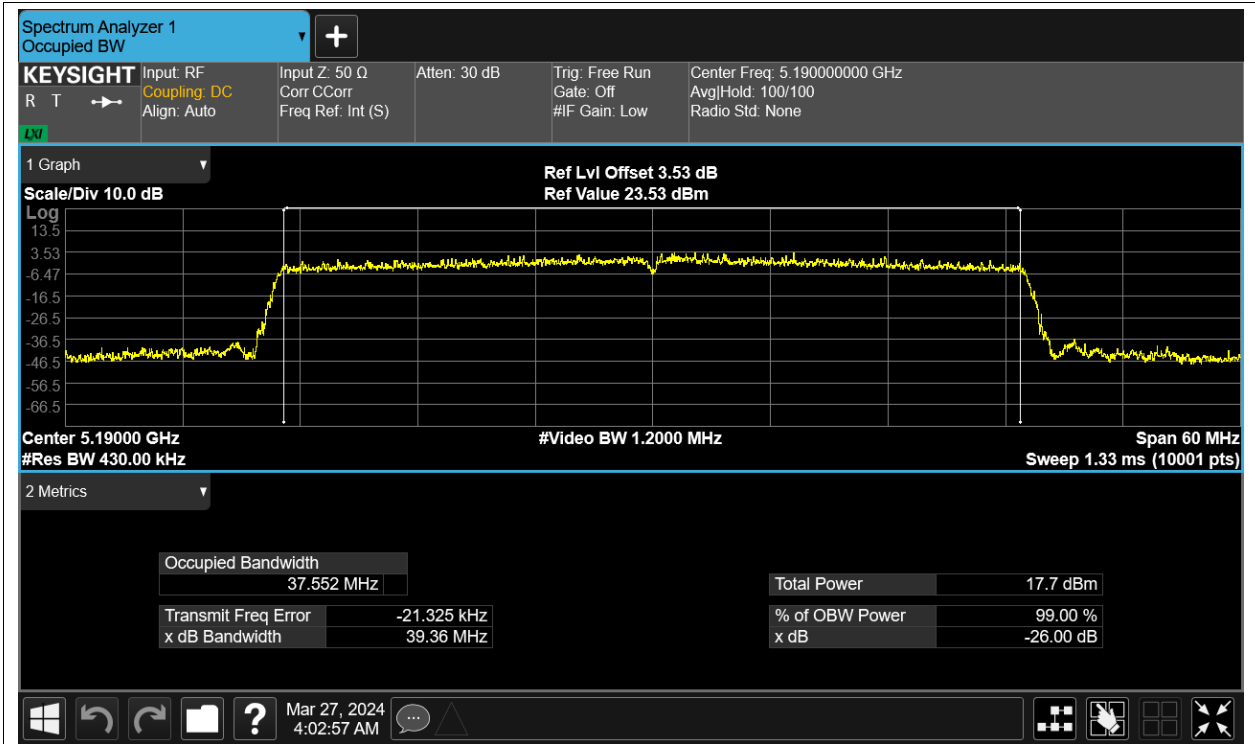 Spectrum Analyzer 1
Occupied BW
KEYSIGHT
R T
LXI
Input: RF
Coupling: DC
Align: Auto
Input Z: 50 Ω
Corr CCorr
Freq Ref: Int (S)
Atten: 30 dB
Trig: Free Run
Gate: Off
#IF Gain: Low
Center Freq: 5.190000000 GHz
Avg|Hold: 100/100
Radio Std: None
1 Graph
Scale/Div 10.0 dB
Ref Lvl Offset 3.53 dB
Ref Value 23.53 dBm
Log
13.5
3.53
-6.47
-16.5
-26.5
-36.5
-46.5
-56.5
-66.5
Center 5.19000 GHz
#Video BW 1.2000 MHz
Span 60 MHz
#Res BW 430.00 kHz
Sweep 1.33 ms (10001 pts)
2 Metrics
Occupied Bandwidth
37.552 MHz
Total Power 17.7 dBm
Transmit Freq Error -21.325 kHz
% of OBW Power 99.00 %
x dB Bandwidth 39.36 MHz
x dB -26.00 dB
?
Mar 27, 2024
4:02:57 AM